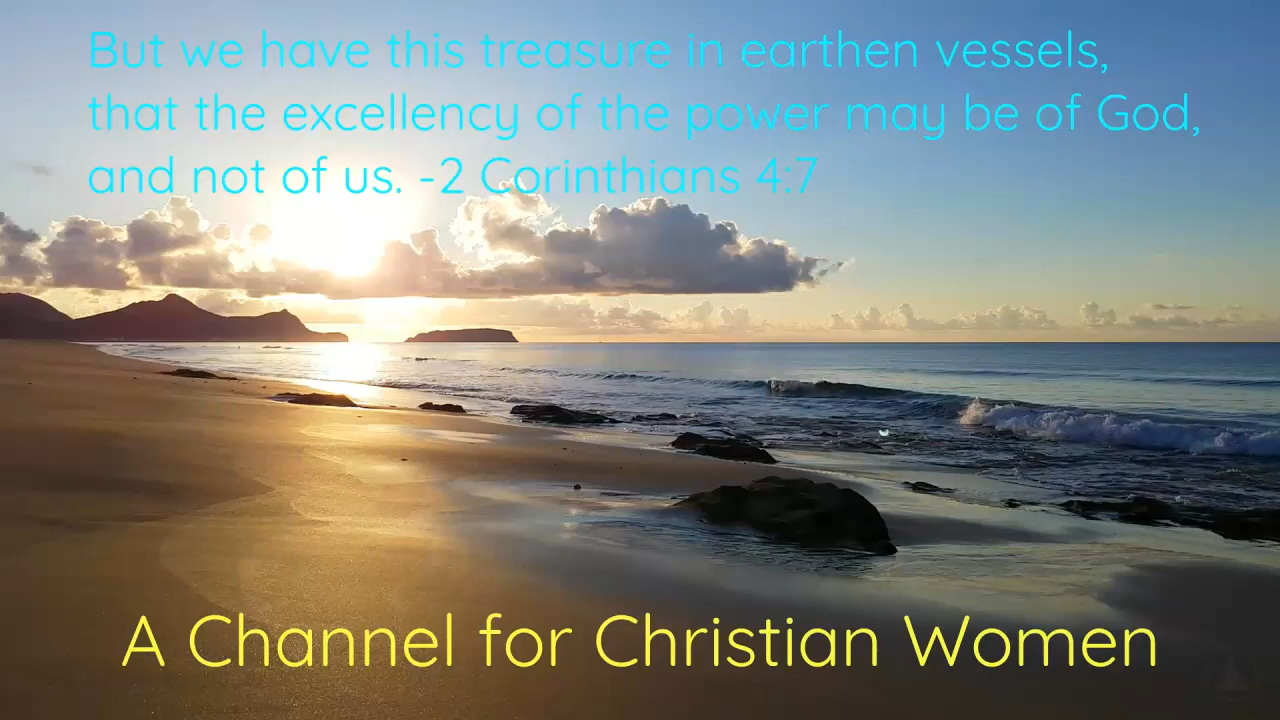 But we have this treasure in earthen vessels,
that the excellency of the power may be of God,
and not of us. -2 Corinthians 4:7
A Channel for Christian Women